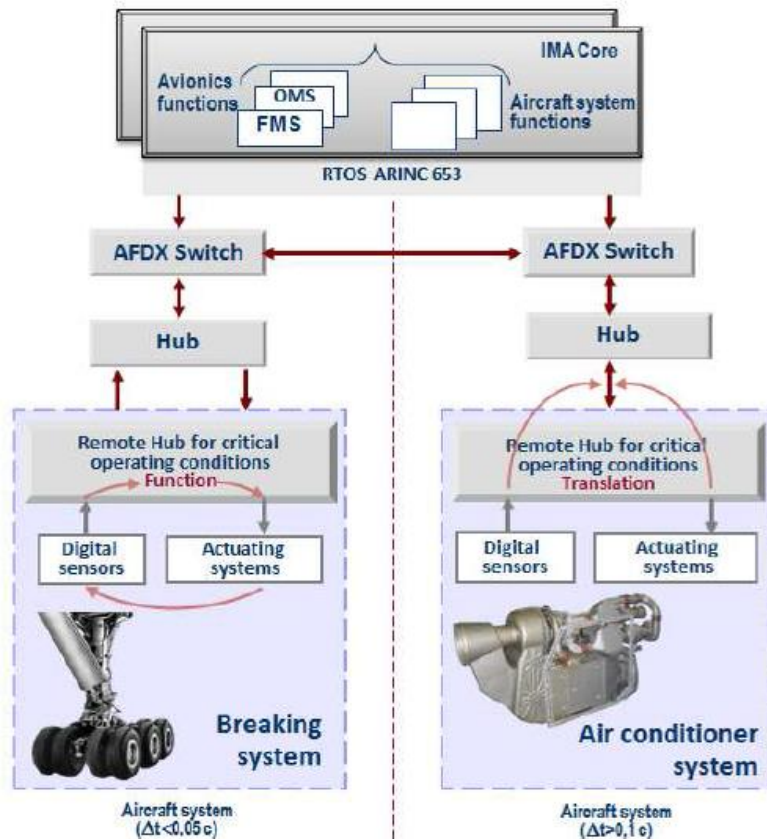 IMA Core
Avionics
functions
OMS
FMS
Aircraft system
functions
RTOS ARINC 653
AFDX Switch
AFDX Switch
Hub
Hub
Remote Hub for critical
operating conditions
Function
Digital
sensors
Actuating
systems
Breaking
system
Aircraft system
(Δt<0,05 c)
Remote Hub for critical
operating conditions
Translation
Digital
sensors
Actuating
systems
Air conditioner
system
Aircraft system
(Δt>0,1 c)